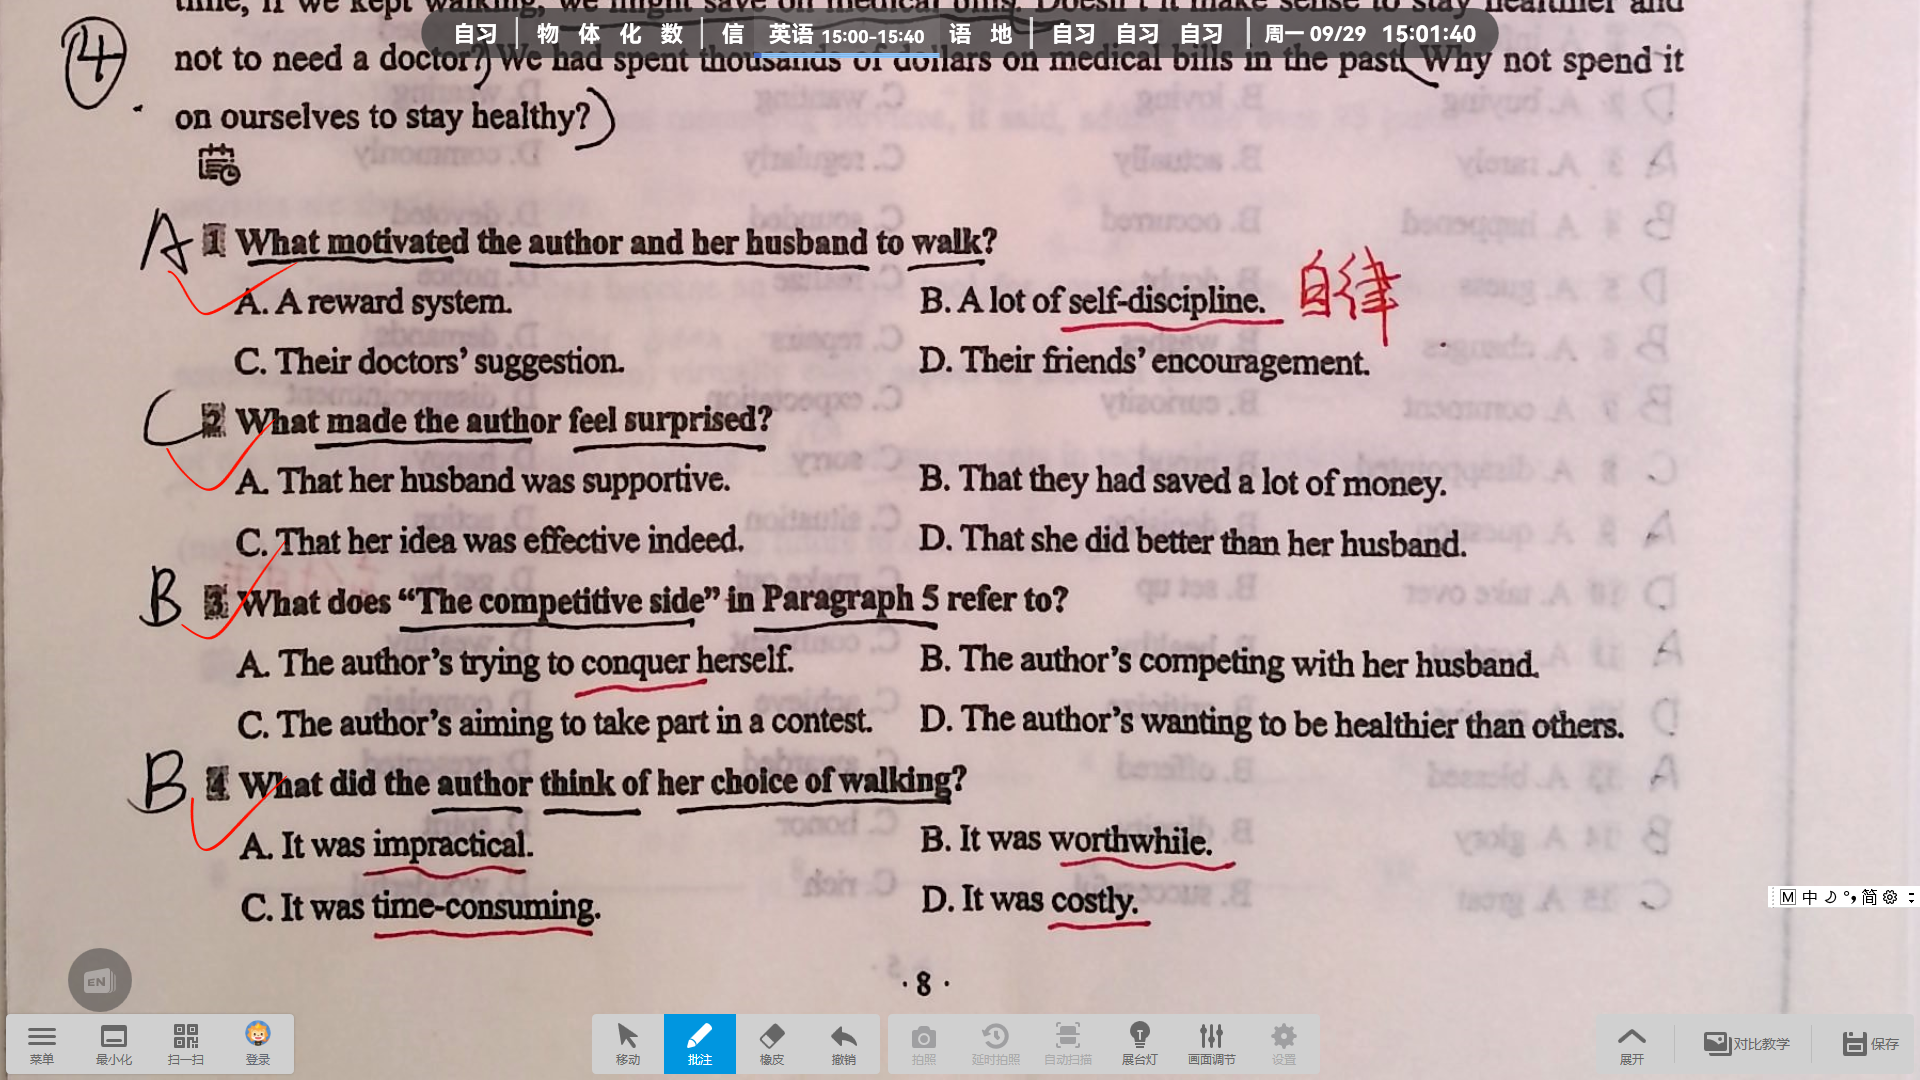 time, if we kept walking, we might save on medical bills. Doesn't it make sense to stay healthier and
自习 | 物 体 化 数 | 信 英语 15:00-15:40 语 地 | 自习 自习 自习 | 周一 09/29 15:01:40
④
not to need a doctor? We had spent thousands of dollars on medical bills in the past. Why not spend it
on ourselves to stay healthy?
A 1 What motivated the author and her husband to walk?
A. A reward system. B. A lot of self-discipline. 自律
C. Their doctors' suggestion. D. Their friends' encouragement.
C 2 What made the author feel surprised?
A. That her husband was supportive. B. That they had saved a lot of money.
C. That her idea was effective indeed. D. That she did better than her husband.
B 3 What does “The competitive side” in Paragraph 5 refer to?
A. The author's trying to conquer herself. B. The author's competing with her husband.
C. The author's aiming to take part in a contest. D. The author's wanting to be healthier than others.
B 4 What did the author think of her choice of walking?
A. It was impractical. B. It was worthwhile.
C. It was time-consuming. D. It was costly.
M 中 简
EN
· 8 ·
菜单 最小化 扫一扫 登录 移动 批注 橡皮 撤销 拍照 延时拍照 自动扫描 展台灯 画面调节 设置 展开 对比教学 保存